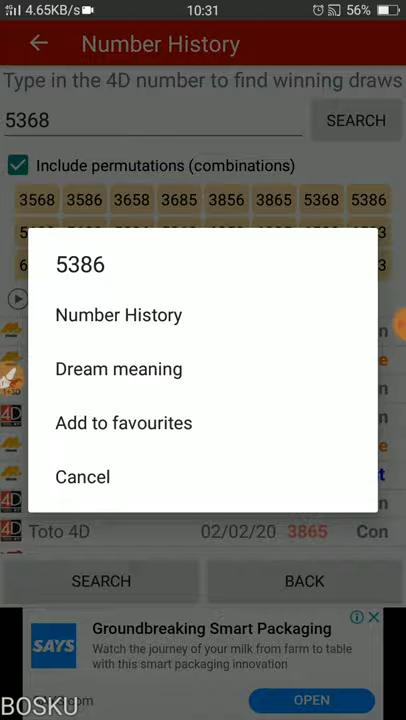 4.65KB/s 10:31 56%
Number History
Type in the 4D number to find winning draws
5368 SEARCH
Include permutations (combinations)
3568 3586 3658 3685 3856 3865 5368 5386
5386
Number History
Dream meaning
Add to favourites
Cancel
4D
4D
4D Toto 4D 02/02/20 3865 Con
SEARCH BACK
Groundbreaking Smart Packaging
SAYS Watch the journey of your milk from farm to table
with this smart packaging innovation
OPEN
BOSKU